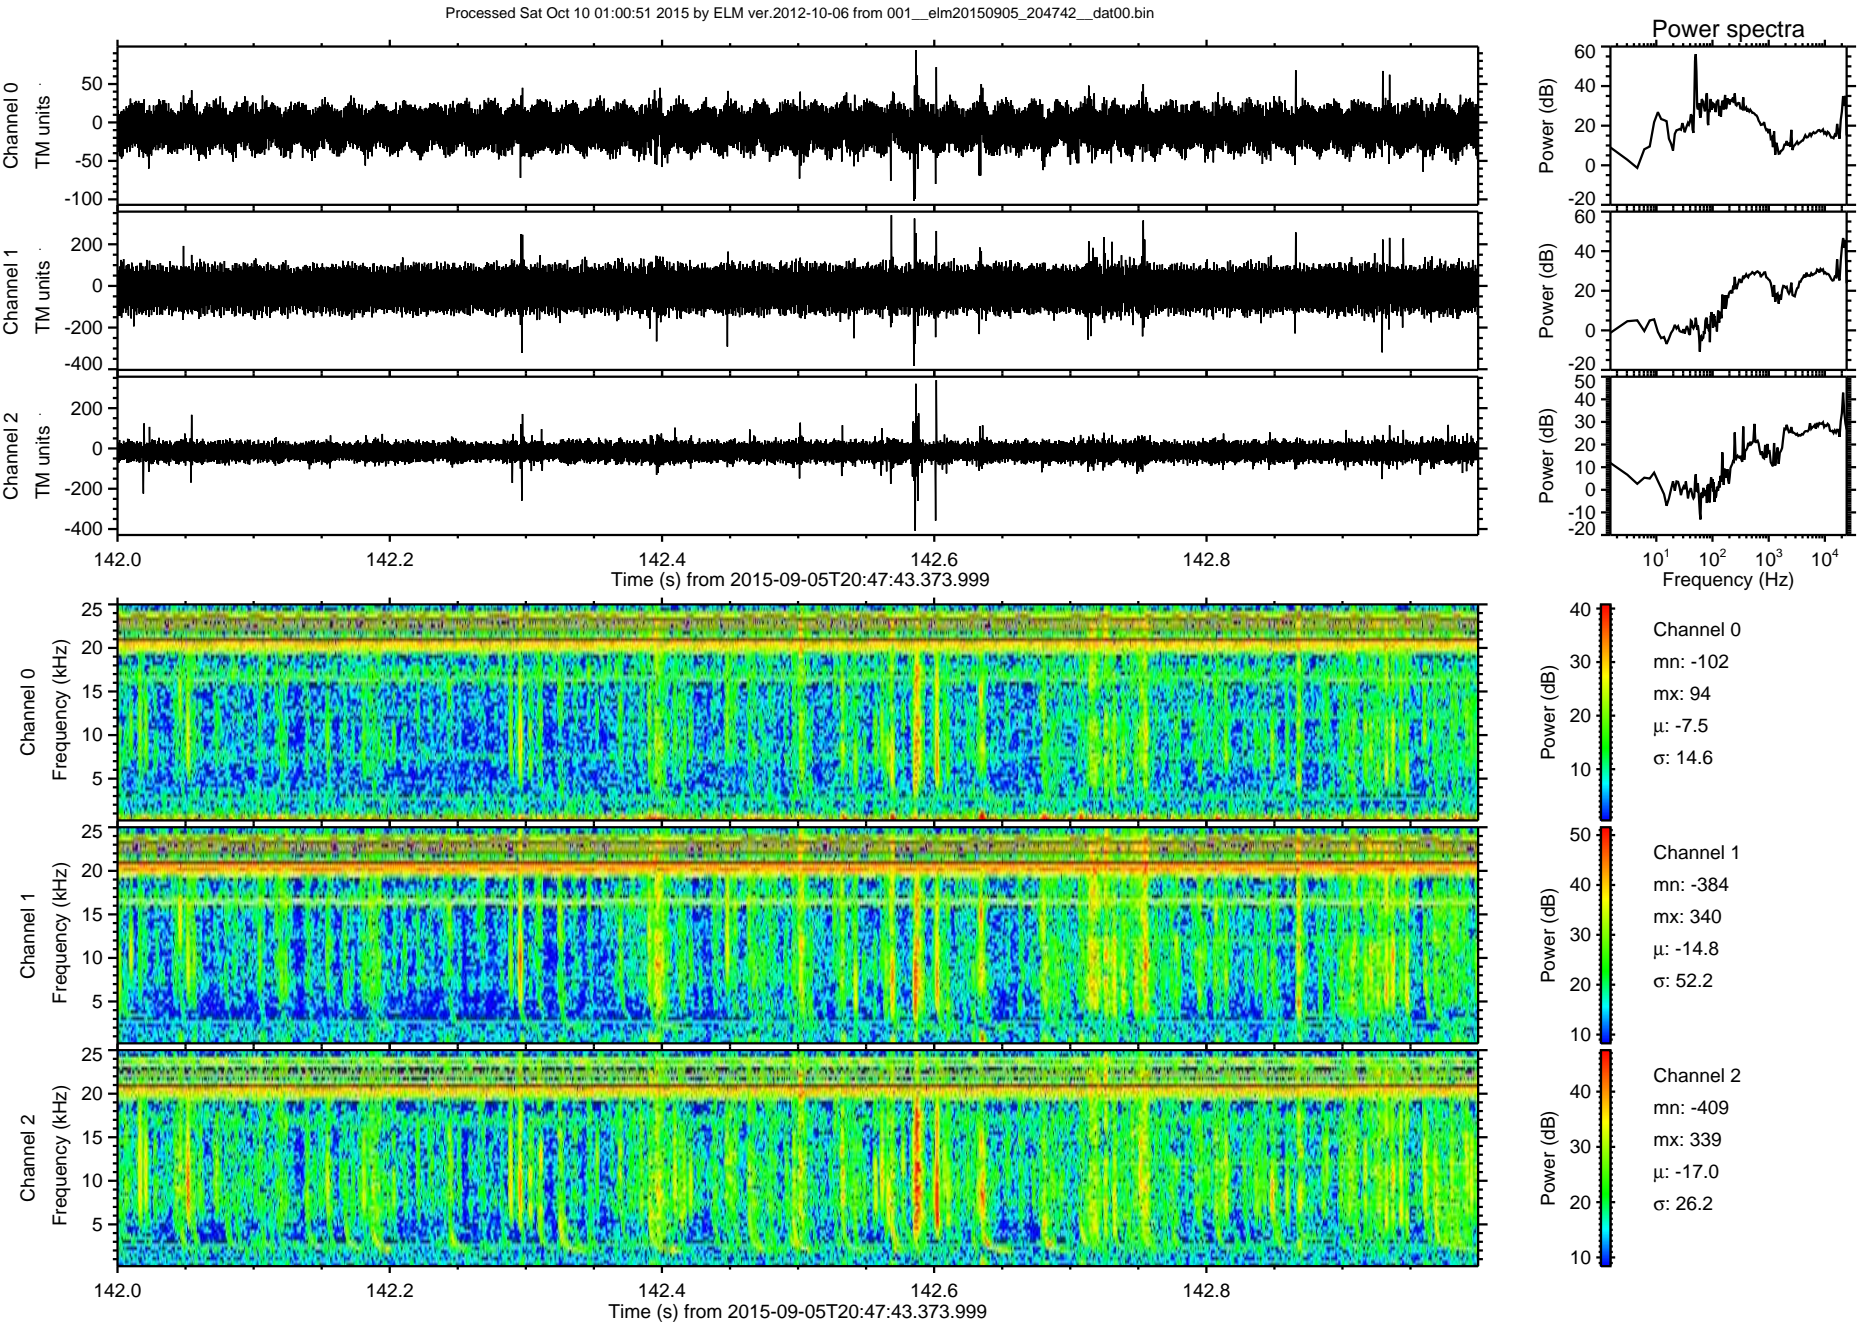 Processed Sat Oct 10 01:00:51 2015 by ELM ver.2012-10-06 from 001__elm20150905_204742__dat00.bin
Power spectra
Channel 0
TM units
50
0
-50
-100
Power (dB)
60
40
20
0
-20
Channel 1
TM units
200
0
-200
-400
Power (dB)
60
40
20
0
-20
Channel 2
TM units
200
0
-200
-400
Power (dB)
50
40
30
20
10
0
-10
-20
142.0 142.2 142.4 142.6 142.8
Time (s) from 2015-09-05T20:47:43.373.999
10^1 10^2 10^3 10^4
Frequency (Hz)
Channel 0
Frequency (kHz)
25
20
15
10
5
Power (dB)
40
30
20
10
Channel 0
mn: -102
mx: 94
μ: -7.5
σ: 14.6
Channel 1
Frequency (kHz)
25
20
15
10
5
Power (dB)
50
40
30
20
10
Channel 1
mn: -384
mx: 340
μ: -14.8
σ: 52.2
Channel 2
Frequency (kHz)
25
20
15
10
5
Power (dB)
40
30
20
10
Channel 2
mn: -409
mx: 339
μ: -17.0
σ: 26.2
142.0 142.2 142.4 142.6 142.8
Time (s) from 2015-09-05T20:47:43.373.999